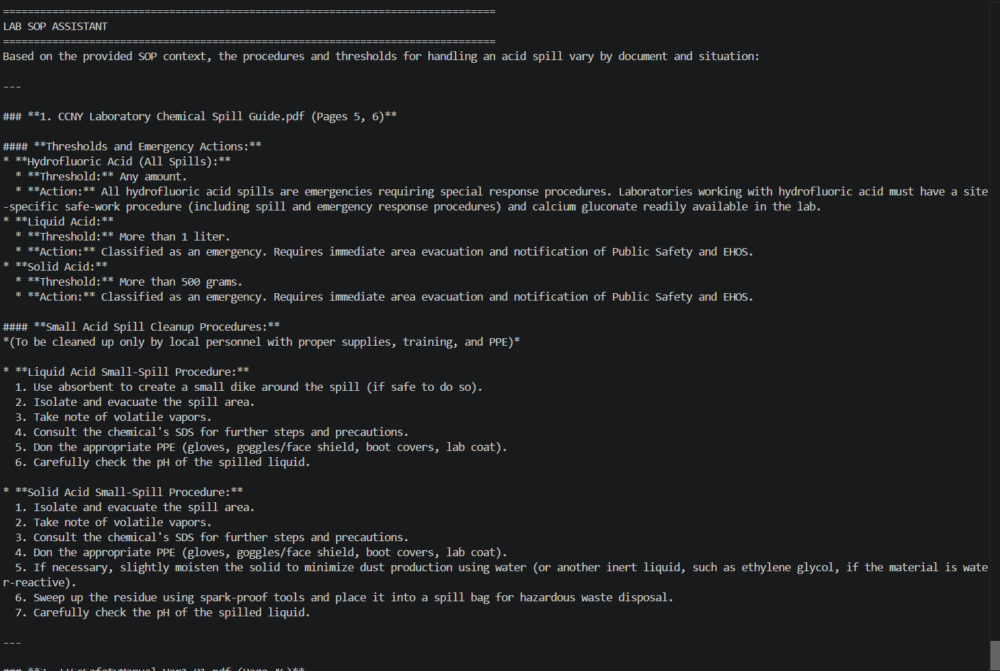 ================================================================================
LAB SOP ASSISTANT
================================================================================
Based on the provided SOP context, the procedures and thresholds for handling an acid spill vary by document and situation:
---
### **1. CCNY Laboratory Chemical Spill Guide.pdf (Pages 5, 6)**
#### **Thresholds and Emergency Actions:**
* **Hydrofluoric Acid (All Spills):**
  * **Threshold:** Any amount.
  * **Action:** All hydrofluoric acid spills are emergencies requiring special response procedures. Laboratories working with hydrofluoric acid must have a site
-specific safe-work procedure (including spill and emergency response procedures) and calcium gluconate readily available in the lab.
* **Liquid Acid:**
  * **Threshold:** More than 1 liter.
  * **Action:** Classified as an emergency. Requires immediate area evacuation and notification of Public Safety and EHOS.
* **Solid Acid:**
  * **Threshold:** More than 500 grams.
  * **Action:** Classified as an emergency. Requires immediate area evacuation and notification of Public Safety and EHOS.
#### **Small Acid Spill Cleanup Procedures:**
*(To be cleaned up only by local personnel with proper supplies, training, and PPE)*
* **Liquid Acid Small-Spill Procedure:**
  1. Use absorbent to create a small dike around the spill (if safe to do so).
  2. Isolate and evacuate the spill area.
  3. Take note of volatile vapors.
  4. Consult the chemical's SDS for further steps and precautions.
  5. Don the appropriate PPE (gloves, goggles/face shield, boot covers, lab coat).
  6. Carefully check the pH of the spilled liquid.
* **Solid Acid Small-Spill Procedure:**
  1. Isolate and evacuate the spill area.
  2. Take note of volatile vapors.
  3. Consult the chemical's SDS for further steps and precautions.
  4. Don the appropriate PPE (gloves, goggles/face shield, boot covers, lab coat).
  5. If necessary, slightly moisten the solid to minimize dust production using water (or another inert liquid, such as ethylene glycol, if the material is wate
r-reactive).
  6. Sweep up the residue using spark-proof tools and place it into a spill bag for hazardous waste disposal.
  7. Carefully check the pH of the spilled liquid.
---